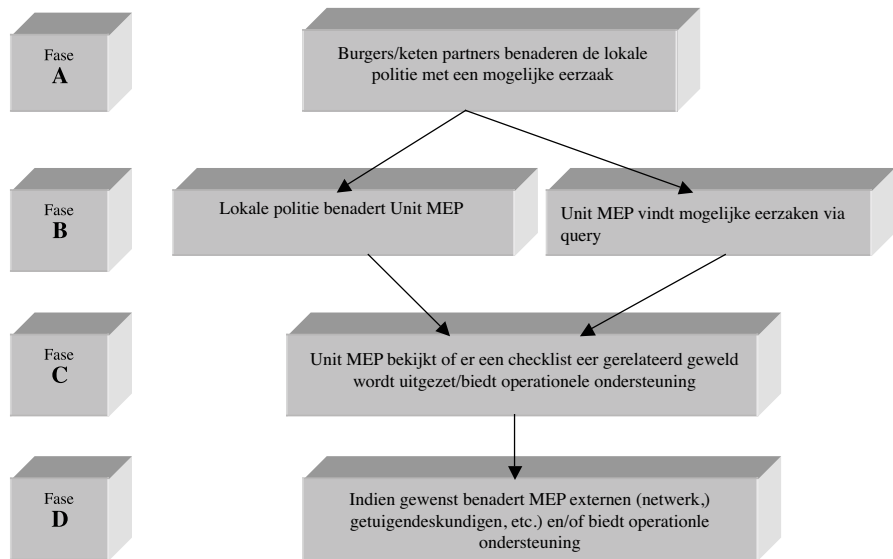 Fase
A
Burgers/keten partners benaderen de lokale
politie met een mogelijke eerzaak
Fase
B
Lokale politie benadert Unit MEP
Unit MEP vindt mogelijke eerzaken via
query
Fase
C
Unit MEP bekijkt of er een checklist eer gerelateerd geweld
wordt uitgezet/biedt operationele ondersteuning
Fase
D
Indien gewenst benadert MEP externen (netwerk,)
getuigendeskundigen, etc.) en/of biedt operationle
ondersteuning